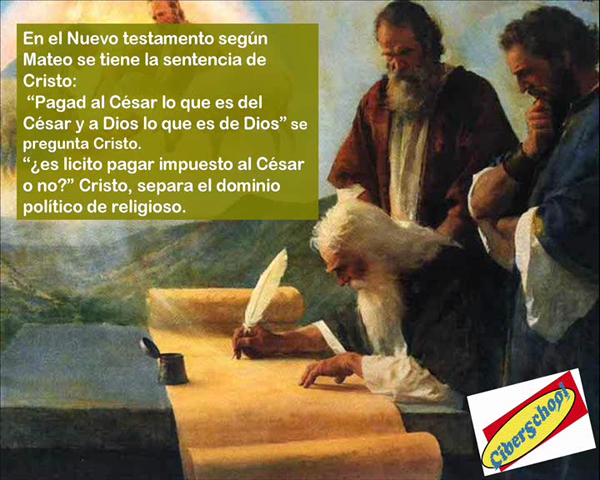 En el Nuevo testamento según
Mateo se tiene la sentencia de
Cristo:
“Pagad al César lo que es del
César y a Dios lo que es de Dios” se
pregunta Cristo.
“¿es licito pagar impuesto al César
o no?” Cristo, separa el dominio
político de religioso.
CiberSchool